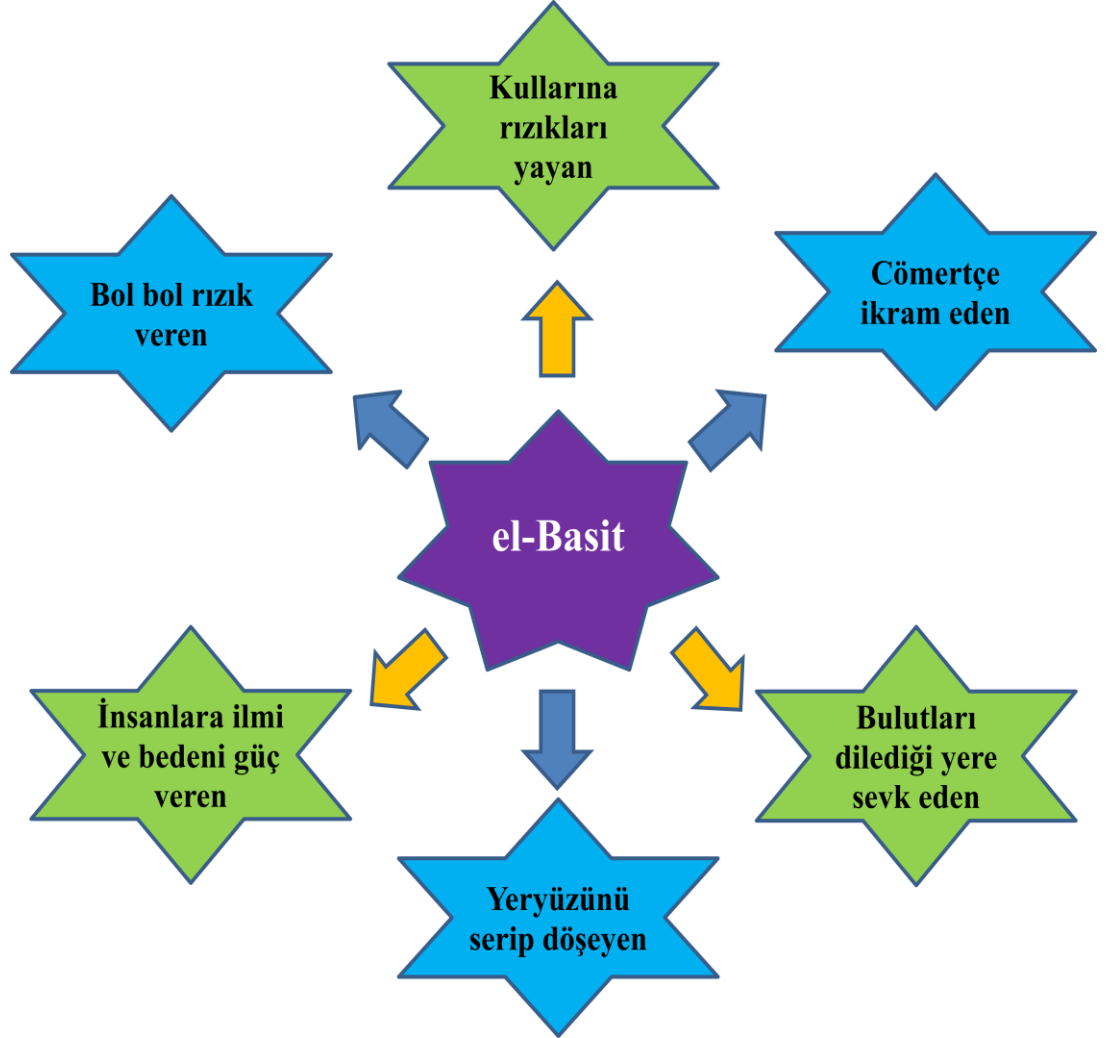 Kullarına
rızıkları
yayan
Bol bol rızık
veren
Cömertçe
ikram eden
el-Basit
İnsanlara ilmi
ve bedeni güç
veren
Bulutları
dilediği yere
sevk eden
Yeryüzünü
serip döşeyen